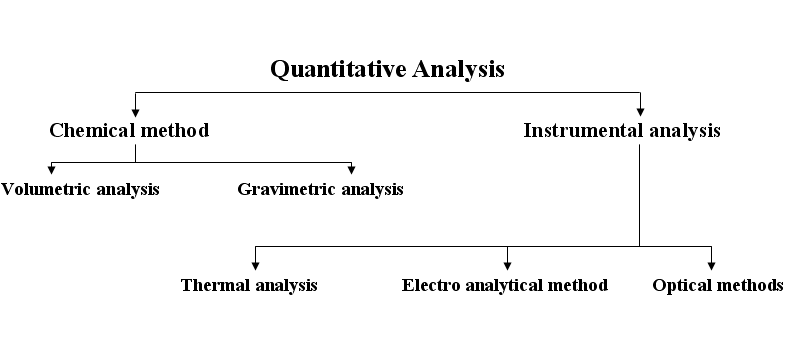 Quantitative Analysis
Chemical method
Instrumental analysis
Volumetric analysis
Gravimetric analysis
Thermal analysis
Electro analytical method
Optical methods